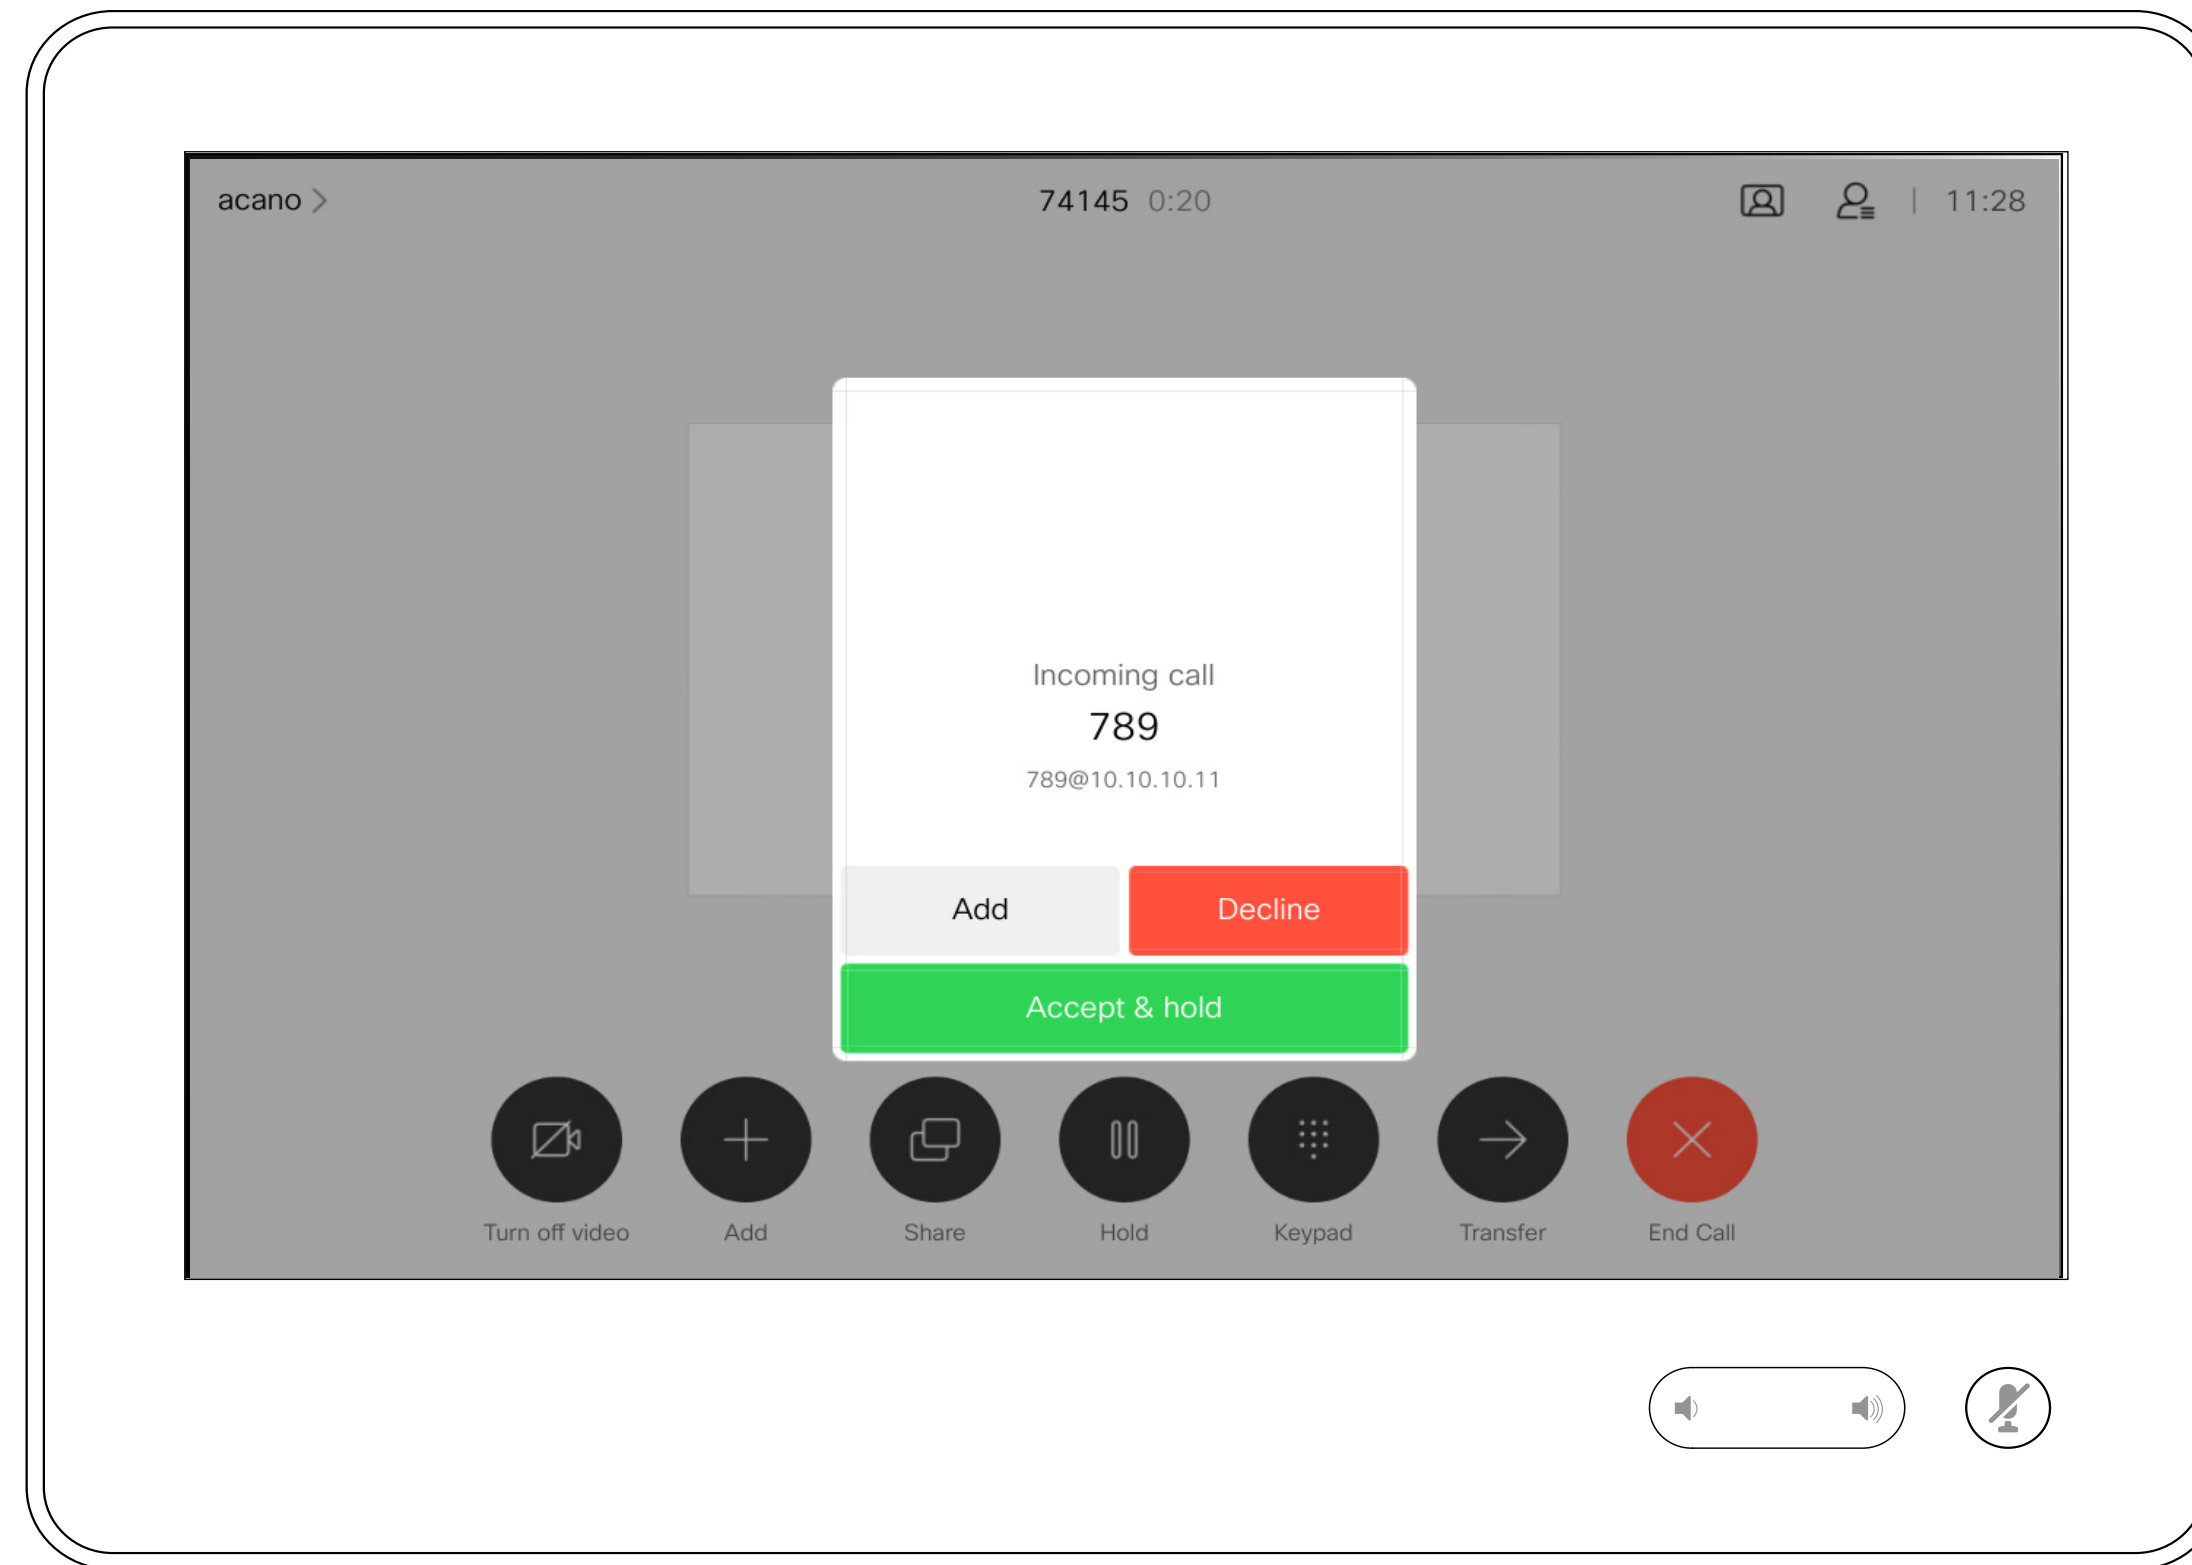 acano
74145 0:20
11:28
Incoming call
789
789@10.10.10.11
Add
Decline
Accept & hold
Turn off video
Add
Share
Hold
Keypad
Transfer
End Call